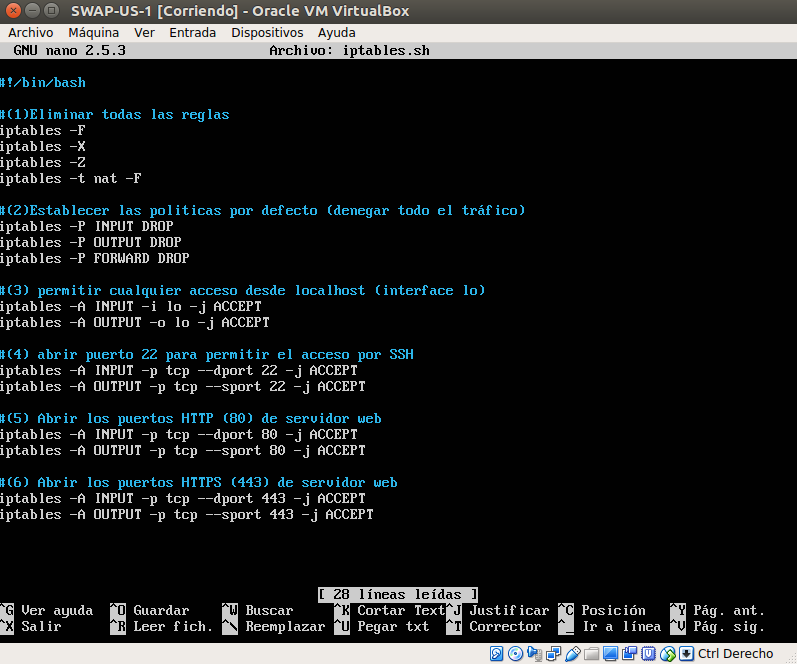 SWAP-US-1 [Corriendo] - Oracle VM VirtualBox
Archivo Máquina Ver Entrada Dispositivos Ayuda
GNU nano 2.5.3 Archivo: iptables.sh
#!/bin/bash
#(1)Eliminar todas las reglas
iptables -F
iptables -X
iptables -Z
iptables -t nat -F
#(2)Establecer las politicas por defecto (denegar todo el tráfico)
iptables -P INPUT DROP
iptables -P OUTPUT DROP
iptables -P FORWARD DROP
#(3) permitir cualquier acceso desde localhost (interface lo)
iptables -A INPUT -i lo -j ACCEPT
iptables -A OUTPUT -o lo -j ACCEPT
#(4) abrir puerto 22 para permitir el acceso por SSH
iptables -A INPUT -p tcp --dport 22 -j ACCEPT
iptables -A OUTPUT -p tcp --sport 22 -j ACCEPT
#(5) Abrir los puertos HTTP (80) de servidor web
iptables -A INPUT -p tcp --dport 80 -j ACCEPT
iptables -A OUTPUT -p tcp --sport 80 -j ACCEPT
#(6) Abrir los puertos HTTPS (443) de servidor web
iptables -A INPUT -p tcp --dport 443 -j ACCEPT
iptables -A OUTPUT -p tcp --sport 443 -j ACCEPT
[ 28 líneas leídas ]
^G Ver ayuda ^O Guardar ^W Buscar ^K Cortar Text ^J Justificar ^C Posición ^Y Pág. ant.
^X Salir ^R Leer fich. ^\ Reemplazar ^U Pegar txt ^T Corrector ^_ Ir a línea ^V Pág. sig.
Ctrl Derecho